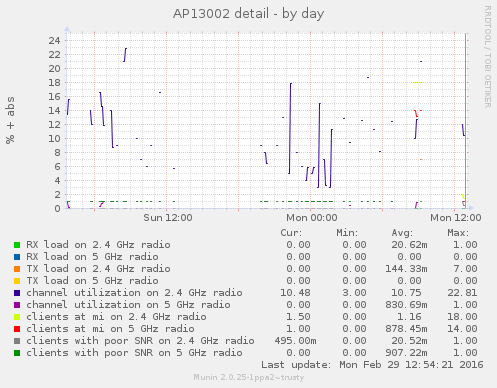 AP13002 detail - by day
RRDTOOL / TOBI OETIKER
% + abs
24
22
20
18
16
14
12
10
8
6
4
2
0
Sun 12:00 Mon 00:00 Mon 12:00
Cur: Min: Avg: Max:
RX load on 2.4 GHz radio 0.00 0.00 20.62m 1.00
RX load on 5 GHz radio 0.00 0.00 0.00 0.00
TX load on 2.4 GHz radio 0.00 0.00 144.33m 7.00
TX load on 5 GHz radio 0.00 0.00 0.00 0.00
channel utilization on 2.4 GHz radio 10.48 3.00 10.75 22.81
channel utilization on 5 GHz radio 0.00 0.00 830.69m 1.00
clients at mi on 2.4 GHz radio 1.50 0.00 1.16 18.00
clients at mi on 5 GHz radio 1.00 0.00 878.45m 14.00
clients with poor SNR on 2.4 GHz radio 495.00m 0.00 20.52m 1.00
clients with poor SNR on 5 GHz radio 0.00 0.00 907.22m 1.00
Last update: Mon Feb 29 12:54:21 2016
Munin 2.0.25-1ppa2~trusty